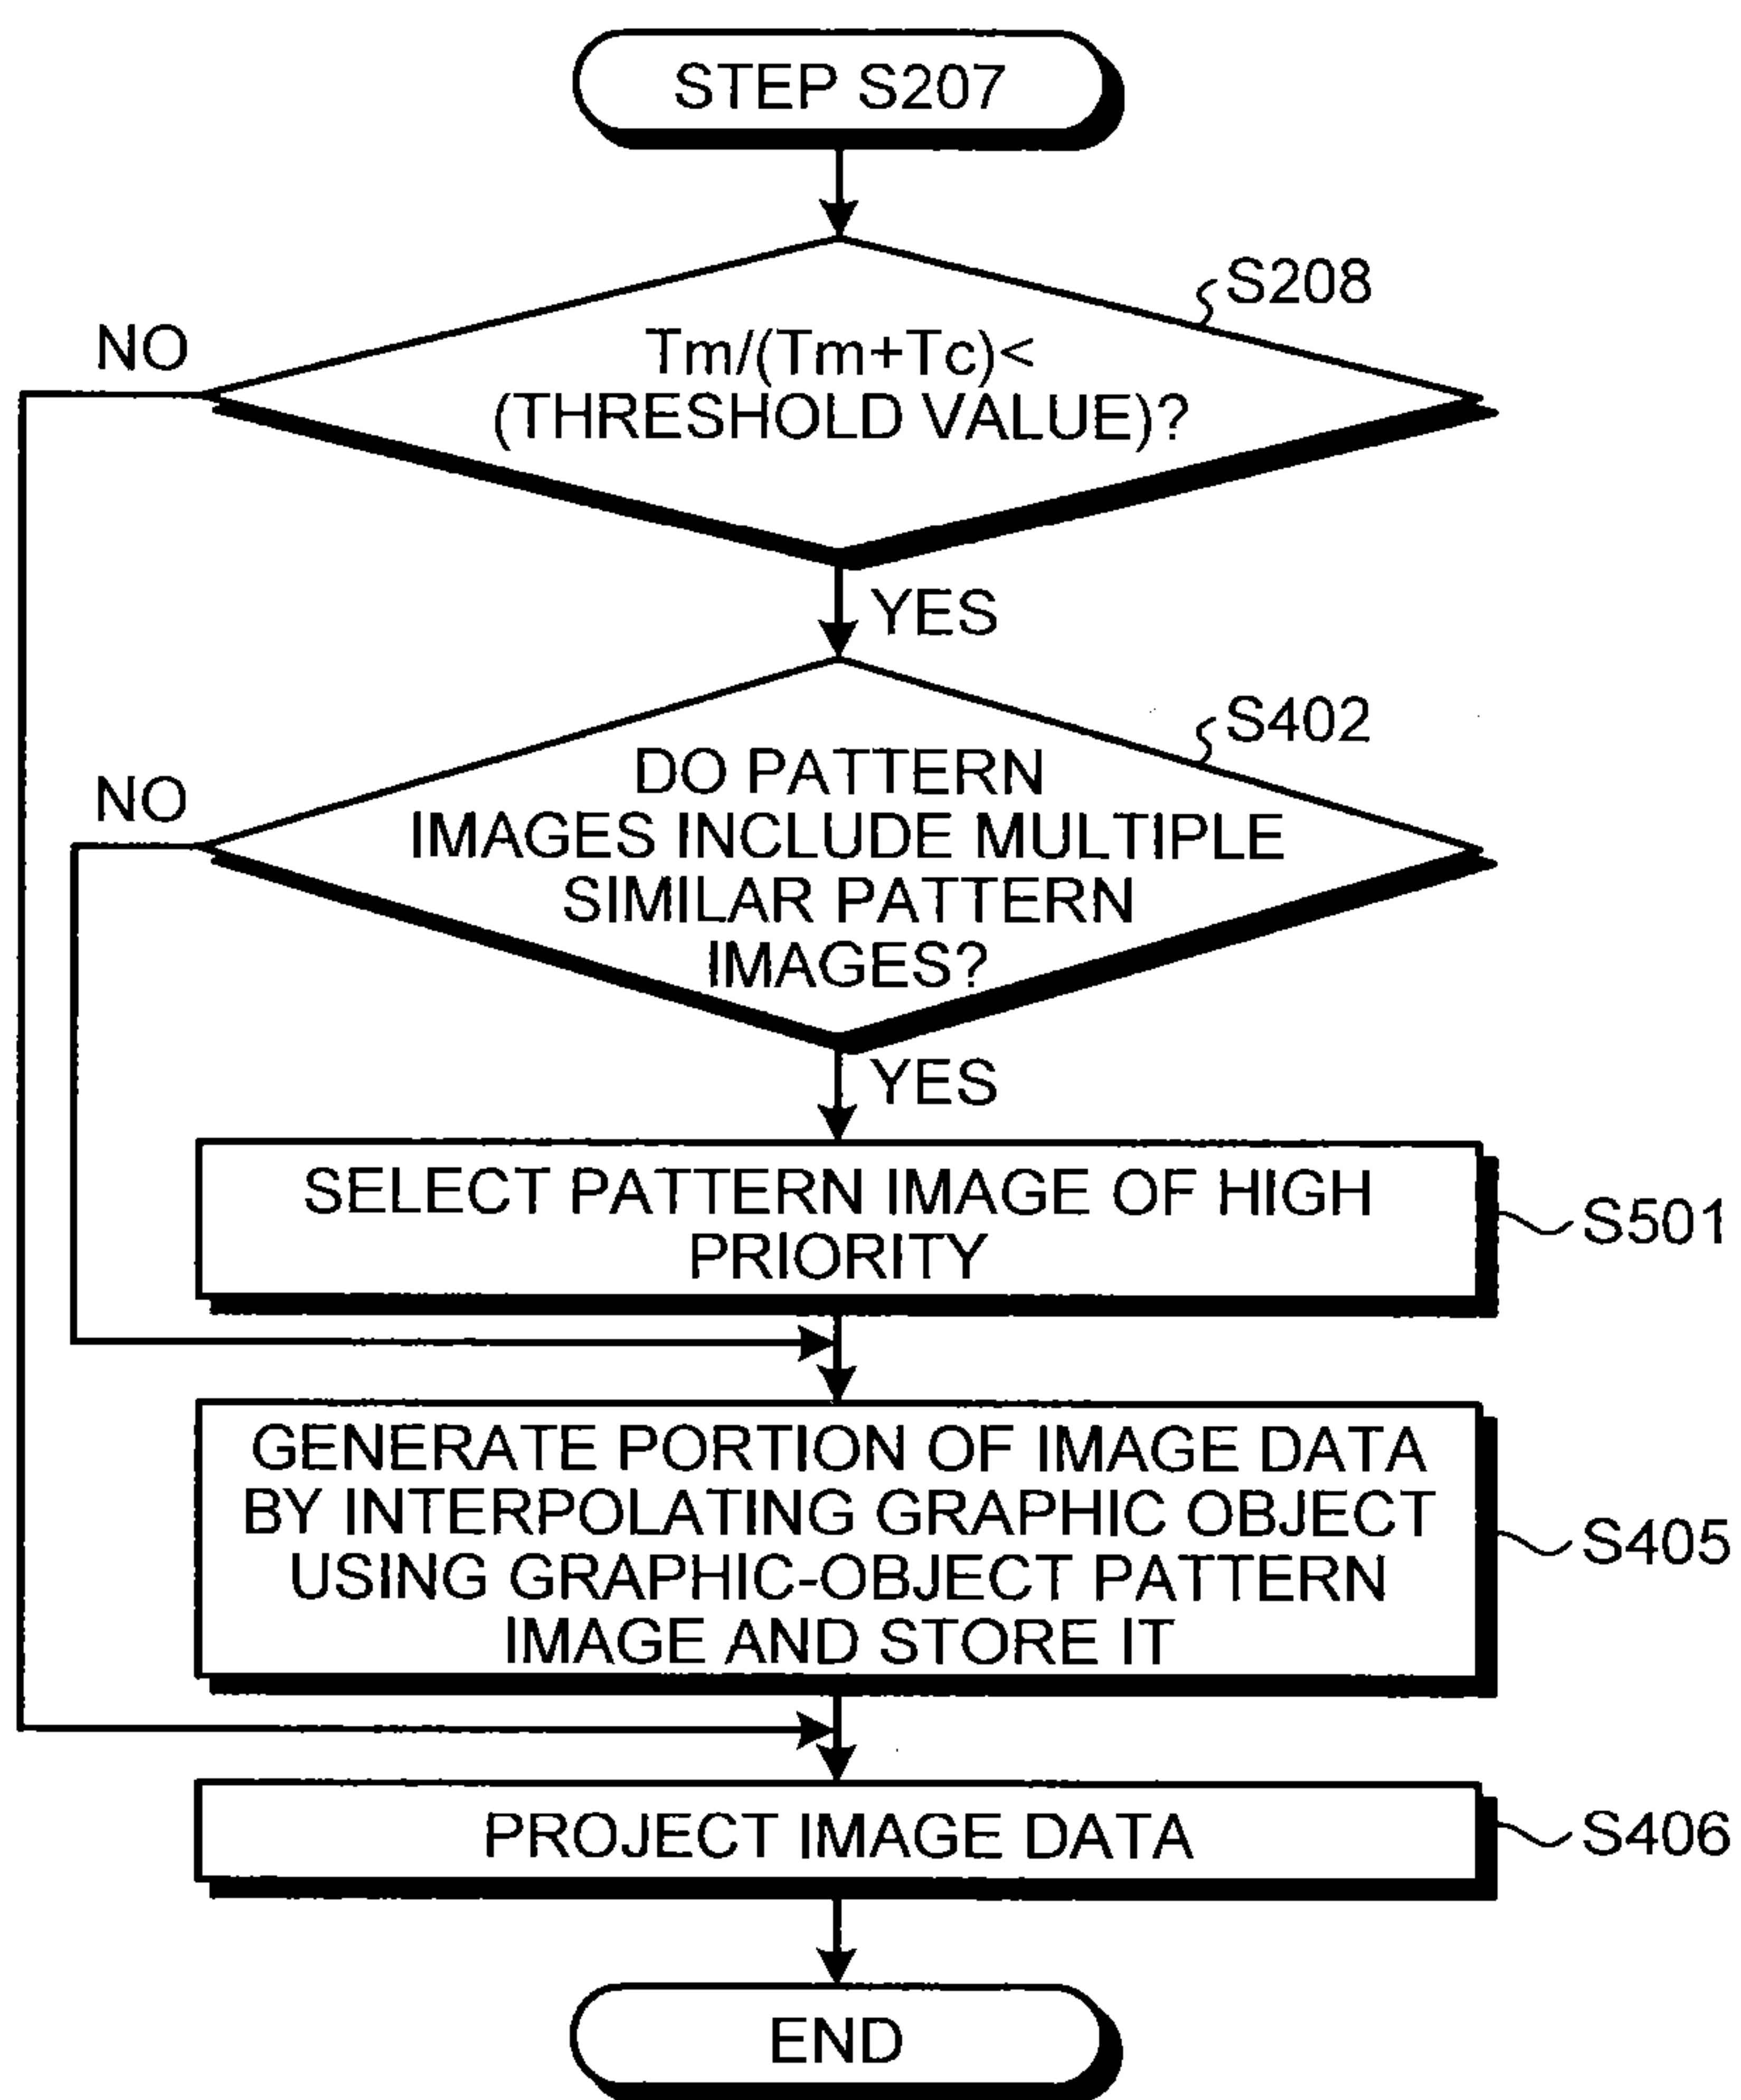 STEP S207
S208
NO
Tm/(Tm+Tc)<
(THRESHOLD VALUE)?
YES
S402
NO
DO PATTERN
IMAGES INCLUDE MULTIPLE
SIMILAR PATTERN
IMAGES?
YES
SELECT PATTERN IMAGE OF HIGH
PRIORITY
S501
GENERATE PORTION OF IMAGE DATA
BY INTERPOLATING GRAPHIC OBJECT
USING GRAPHIC-OBJECT PATTERN
IMAGE AND STORE IT
S405
PROJECT IMAGE DATA
S406
END